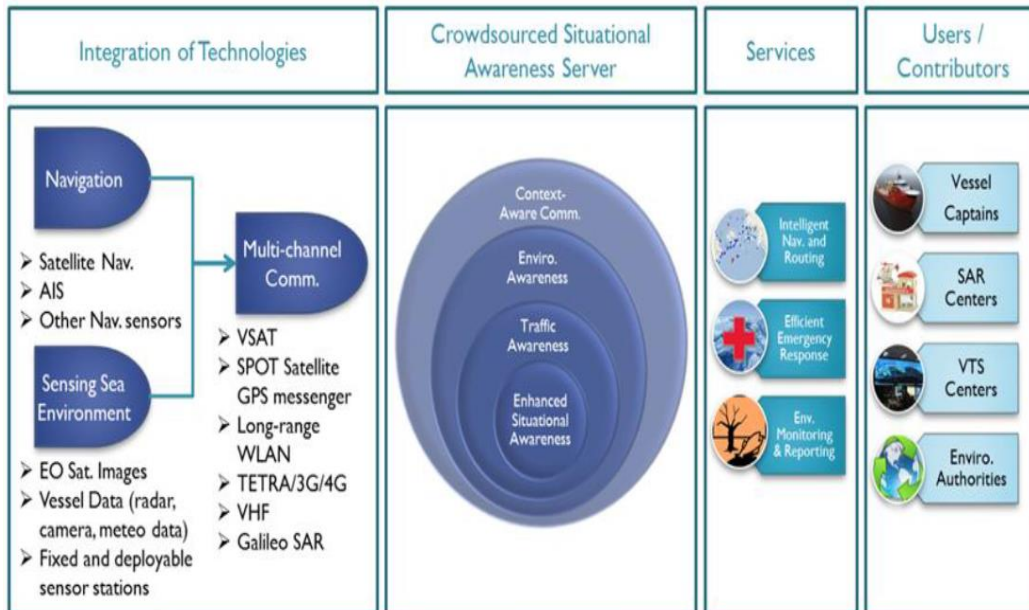 Integration of Technologies
Crowdsourced Situational
Awareness Server
Services
Users /
Contributors
Navigation
➤ Satellite Nav.
➤ AIS
➤ Other Nav. sensors
Sensing Sea
Environment
➤ EO Sat. Images
➤ Vessel Data (radar,
camera, meteo data)
➤ Fixed and deployable
sensor stations
Multi-channel
Comm.
➤ VSAT
➤ SPOT Satellite
GPS messenger
➤ Long-range
WLAN
➤ TETRA/3G/4G
➤ VHF
➤ Galileo SAR
Context-
Aware Comm.
Enviro.
Awareness
Traffic
Awareness
Enhanced
Situational
Awareness
Intelligent
Nav. and
Routing
Efficient
Emergency
Response
Env.
Monitoring
& Reporting
Vessel
Captains
SAR
Centers
VTS
Centers
Enviro.
Authorities